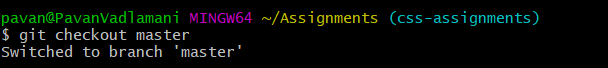 pavan@PavanVadlamani MINGW64 ~/Assignments (css-assignments)
$ git checkout master
Switched to branch 'master'